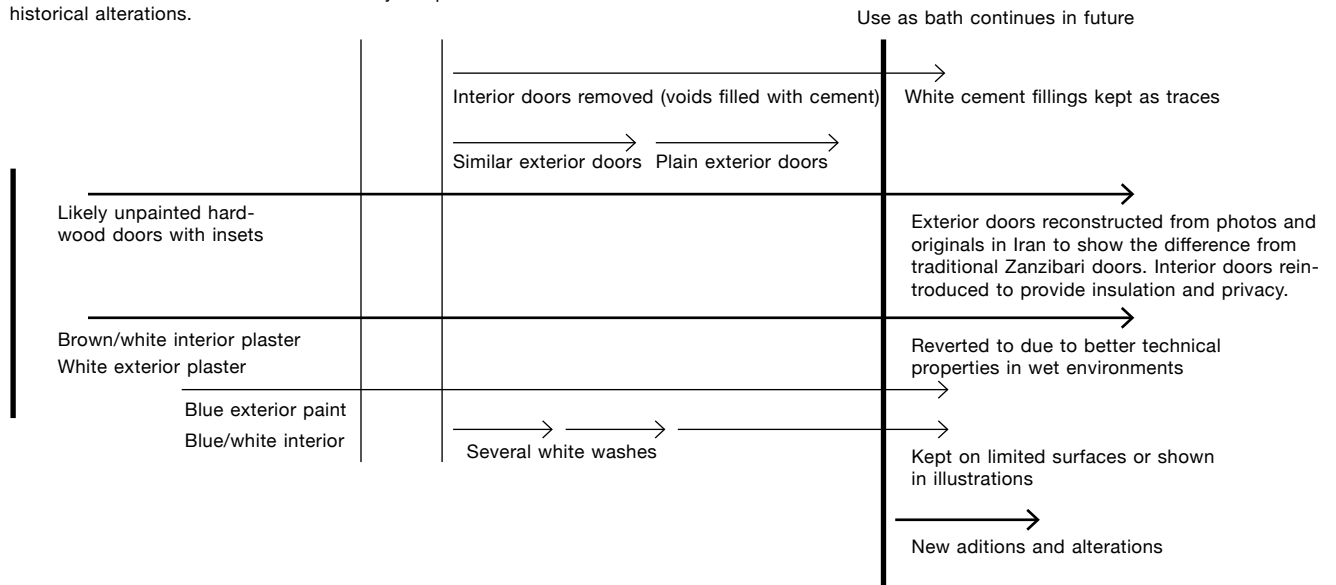 historical alterations.
Use as bath continues in future
Interior doors removed (voids filled with cement)
White cement fillings kept as traces
Similar exterior doors
Plain exterior doors
Likely unpainted hard-
wood doors with insets
Exterior doors reconstructed from photos and
originals in Iran to show the difference from
traditional Zanzibari doors. Interior doors rein-
troduced to provide insulation and privacy.
Brown/white interior plaster
White exterior plaster
Reverted to due to better technical
properties in wet environments
Blue exterior paint
Blue/white interior
Several white washes
Kept on limited surfaces or shown
in illustrations
New aditions and alterations